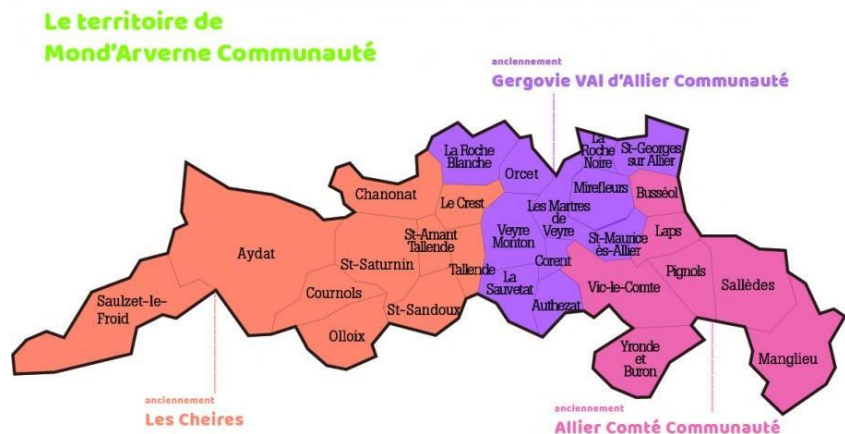 Le territoire de
Mond'Arverne Communauté
anciennement
Gergovie VAl d'Allier Communauté
La Roche
Blanche
Orcet
La
Roche
Noire
St-Georges
sur Allier
Chanonat
Le Crest
Mirefleurs
Busséol
Aydat
St-Amant
Tallende
Veyre
Monton
Les Martres
de
Veyre
St-Maurice
ès-Allier
Laps
St-Saturnin
Tallende
Corent
Pignols
Sallèdes
Saulzet-le-
Froid
Cournols
St-Sandoux
La
Sauvetat
Authezat
Vic-le-Comte
Olloix
Yronde
et
Buron
Manglieu
anciennement
Les Cheires
anciennement
Allier Comté Communauté